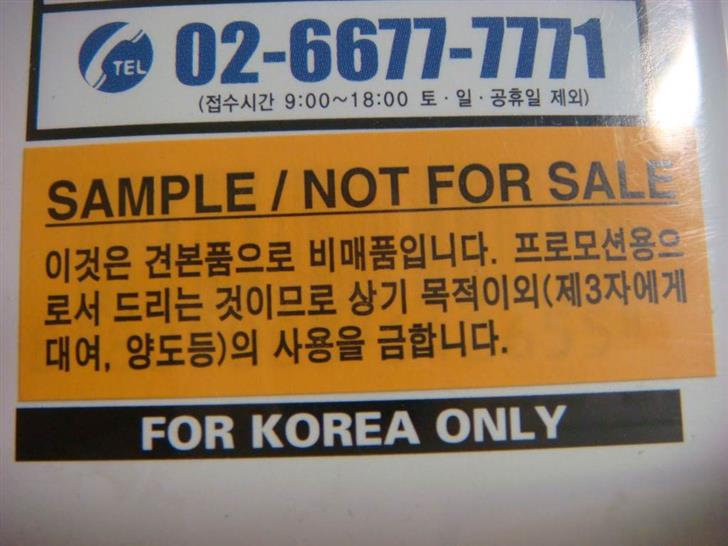 TEL 02-6677-7771
(접수시간 9:00~18:00 토·일·공휴일 제외)
SAMPLE / NOT FOR SALE
이것은 견본품으로 비매품입니다. 프로모션용으
로서 드리는 것이므로 상기 목적이외(제3자에게
대여, 양도등)의 사용을 금합니다.
FOR KOREA ONLY